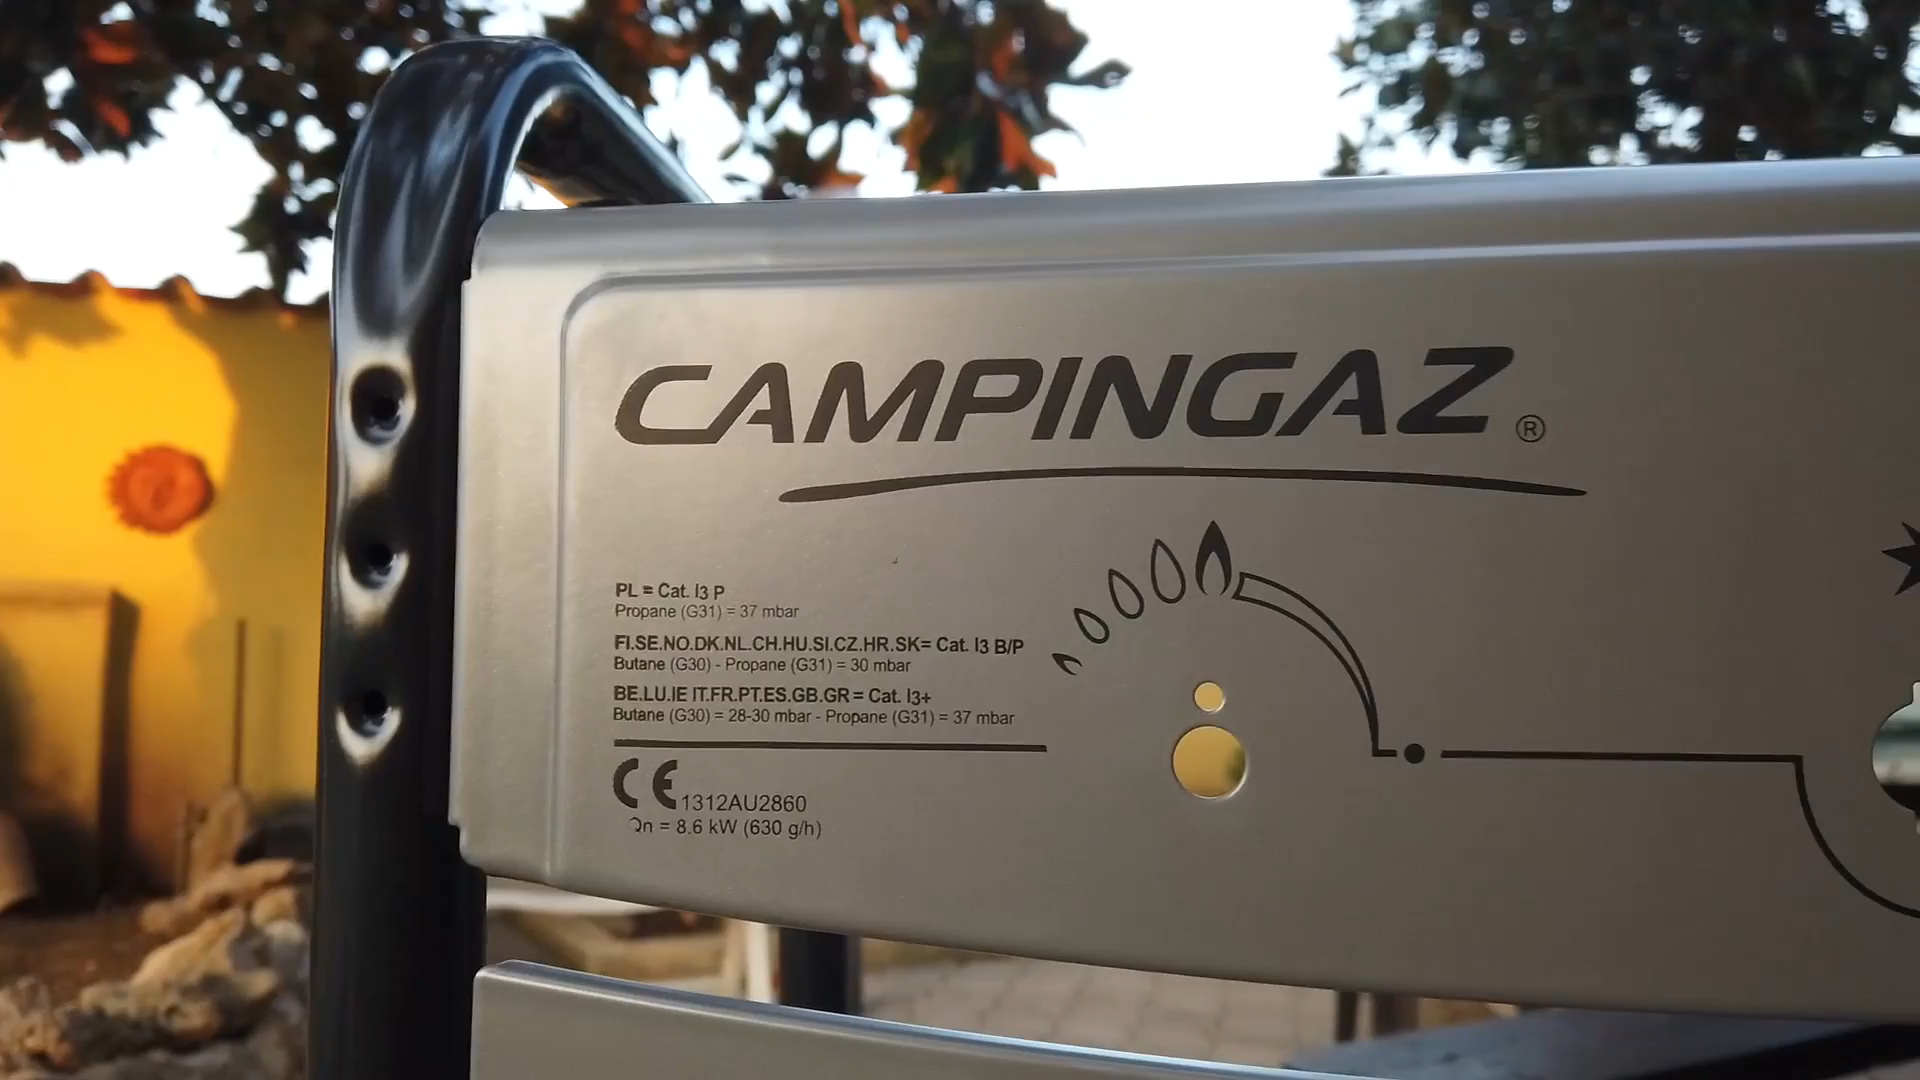 CAMPINGAZ®
PL = Cat. I3 P
Propane (G31) = 37 mbar
FI.SE.NO.DK.NL.CH.HU.SI.CZ.HR.SK= Cat. I3 B/P
Butane (G30) - Propane (G31) = 30 mbar
BE.LU.IE IT.FR.PT.ES.GB.GR= Cat. I3+
Butane (G30) = 28-30 mbar - Propane (G31) = 37 mbar
CE 1312AU2860
Qn = 8.6 kW (630 g/h)